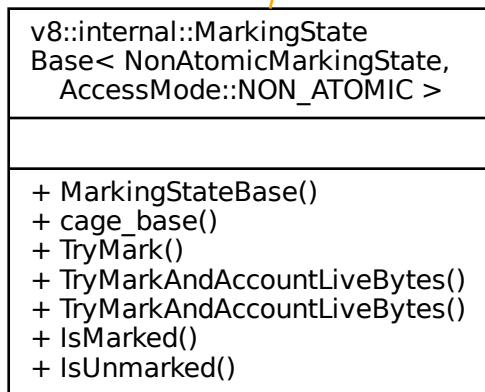 v8::internal::MarkingState
Base< NonAtomicMarkingState,
AccessMode::NON_ATOMIC >
+ MarkingStateBase()
+ cage_base()
+ TryMark()
+ TryMarkAndAccountLiveBytes()
+ TryMarkAndAccountLiveBytes()
+ IsMarked()
+ IsUnmarked()